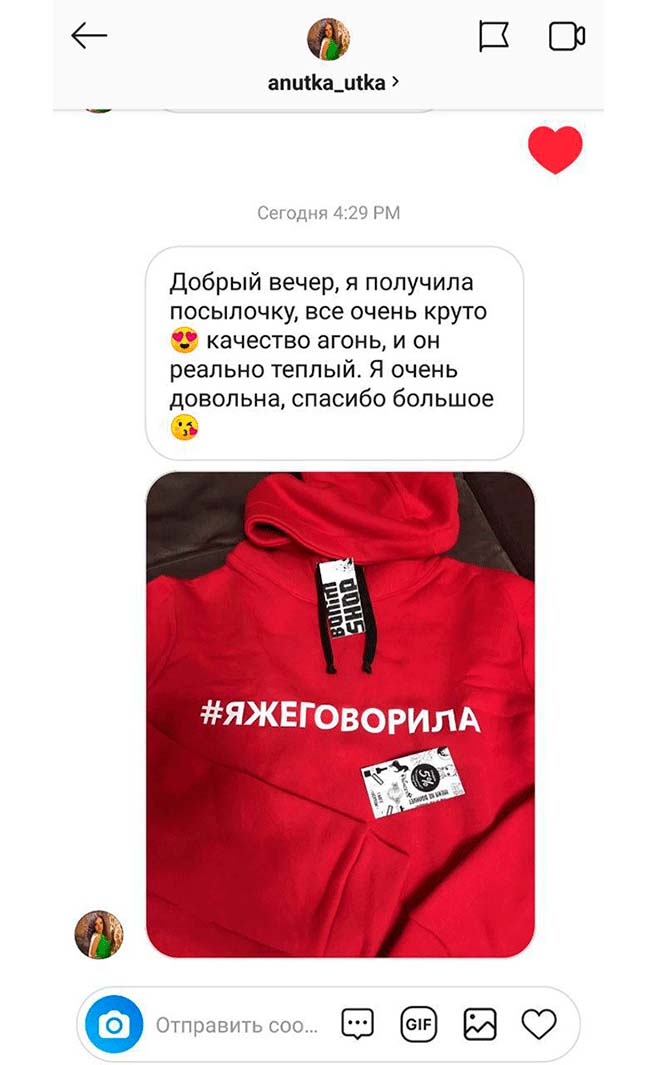 anutka_utka
Сегодня 4:29 PM
Добрый вечер, я получила
посылочку, все очень круто
😍 качество агонь, и он
реально теплый. Я очень
довольна, спасибо большое
😘
SHOP
#ЯЖЕГОВОРИЛА
5%
Отправить соо...
GIF